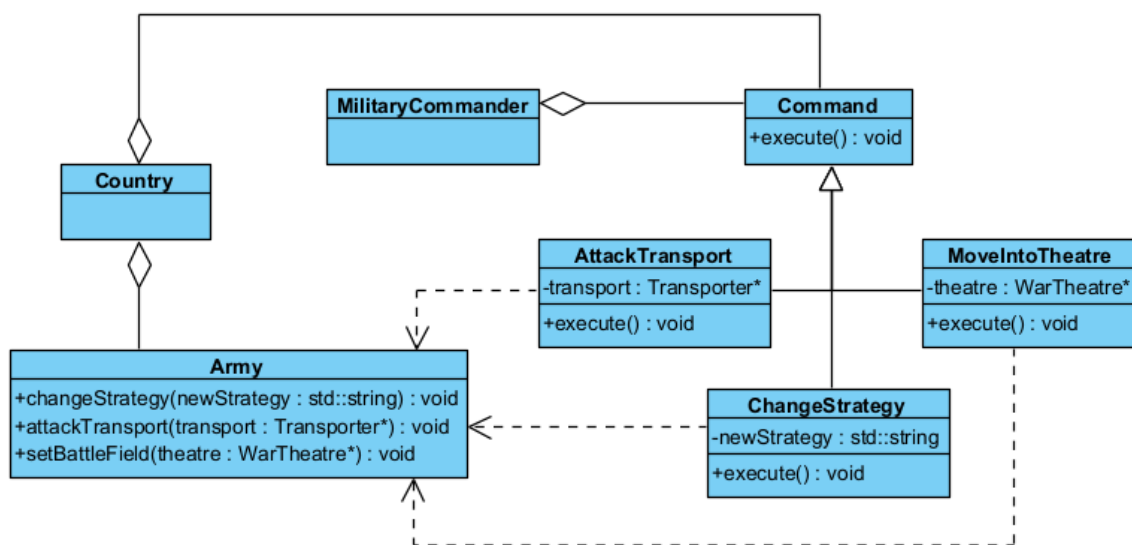 MilitaryCommander
Command
+execute() : void
Country
AttackTransport
-transport : Transporter*
+execute() : void
MoveIntoTheatre
-theatre : WarTheatre*
+execute() : void
Army
+changeStrategy(newStrategy : std::string) : void
+attackTransport(transport : Transporter*) : void
+setBattleField(theatre : WarTheatre*) : void
ChangeStrategy
-newStrategy : std::string
+execute() : void